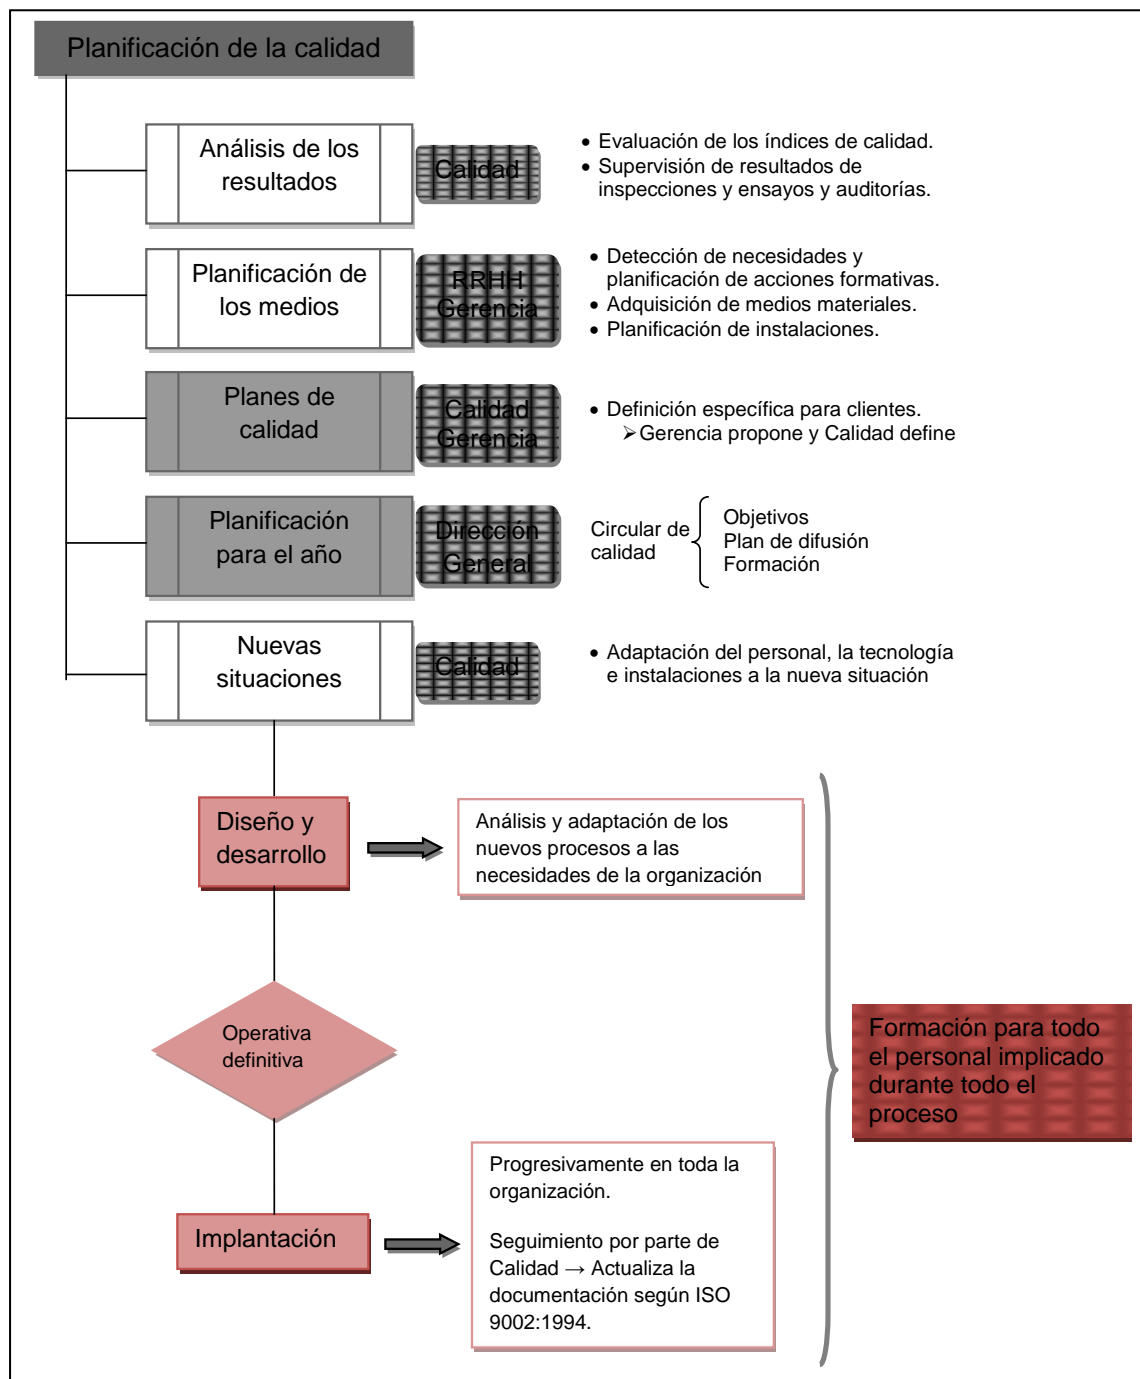 Planificación de la calidad
Análisis de los
resultados
Calidad
• Evaluación de los índices de calidad.
• Supervisión de resultados de
inspecciones y ensayos y auditorías.
Planificación de
los medios
RRHH
Gerencia
• Detección de necesidades y
planificación de acciones formativas.
• Adquisición de medios materiales.
• Planificación de instalaciones.
Planes de
calidad
Calidad
Gerencia
• Definición específica para clientes.
➢ Gerencia propone y Calidad define
Planificación
para el año
Dirección
General
Circular de
calidad
Objetivos
Plan de difusión
Formación
Nuevas
situaciones
Calidad
• Adaptación del personal, la tecnología
e instalaciones a la nueva situación
Diseño y
desarrollo
Análisis y adaptación de los
nuevos procesos a las
necesidades de la organización
Operativa
definitiva
Formación para todo
el personal implicado
durante todo el
proceso
Implantación
Progresivamente en toda la
organización.
Seguimiento por parte de
Calidad → Actualiza la
documentación según ISO
9002:1994.